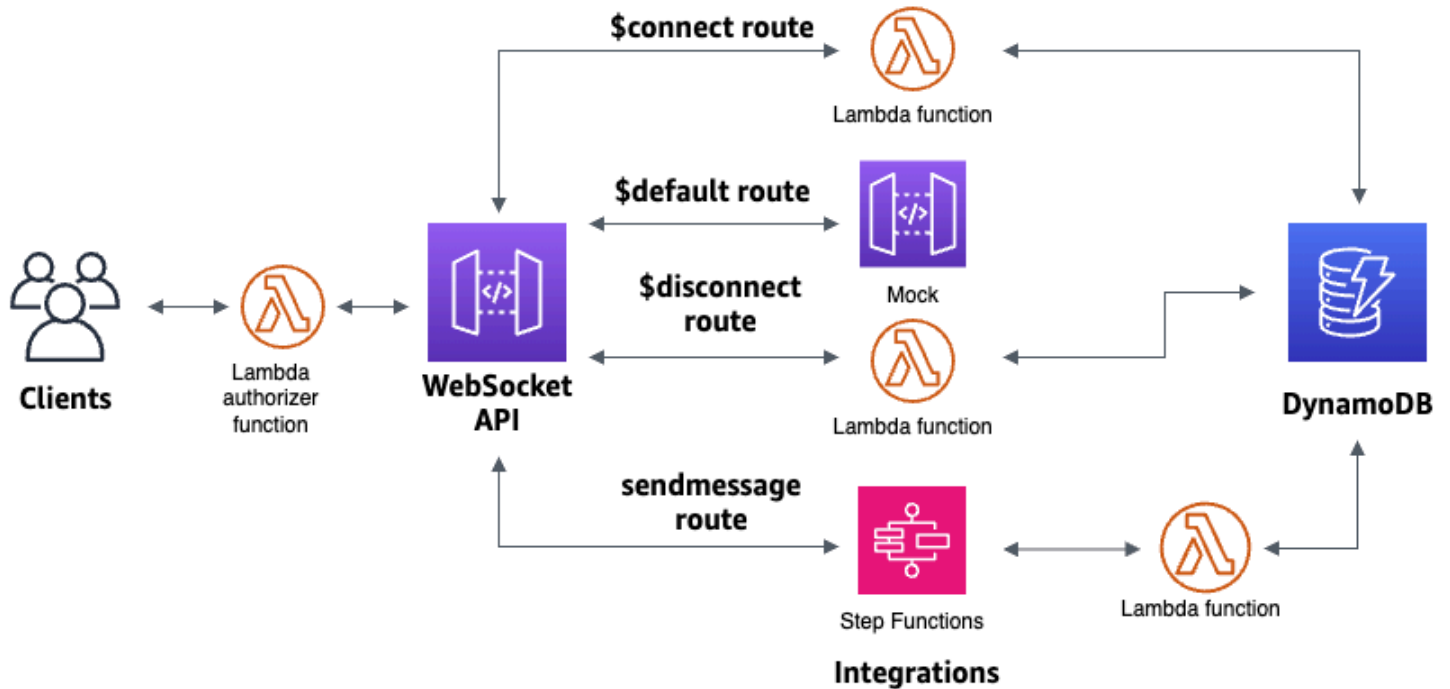 $connect route
Lambda function
$default route
Mock
$disconnect
route
Lambda function
Clients
Lambda
authorizer
function
WebSocket
API
DynamoDB
sendmessage
route
Step Functions
Lambda function
Integrations